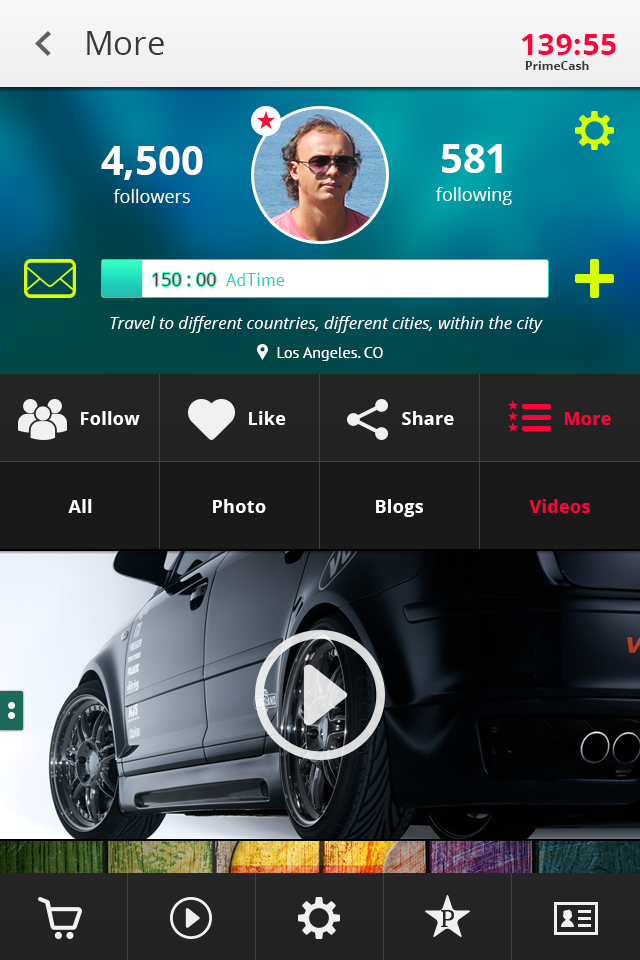 More
139:55
PrimeCash
4,500
followers
581
following
150 : 00 AdTime
Travel to different countries, different cities, within the city
Los Angeles. CO
Follow
Like
Share
More
All
Photo
Blogs
Videos
P